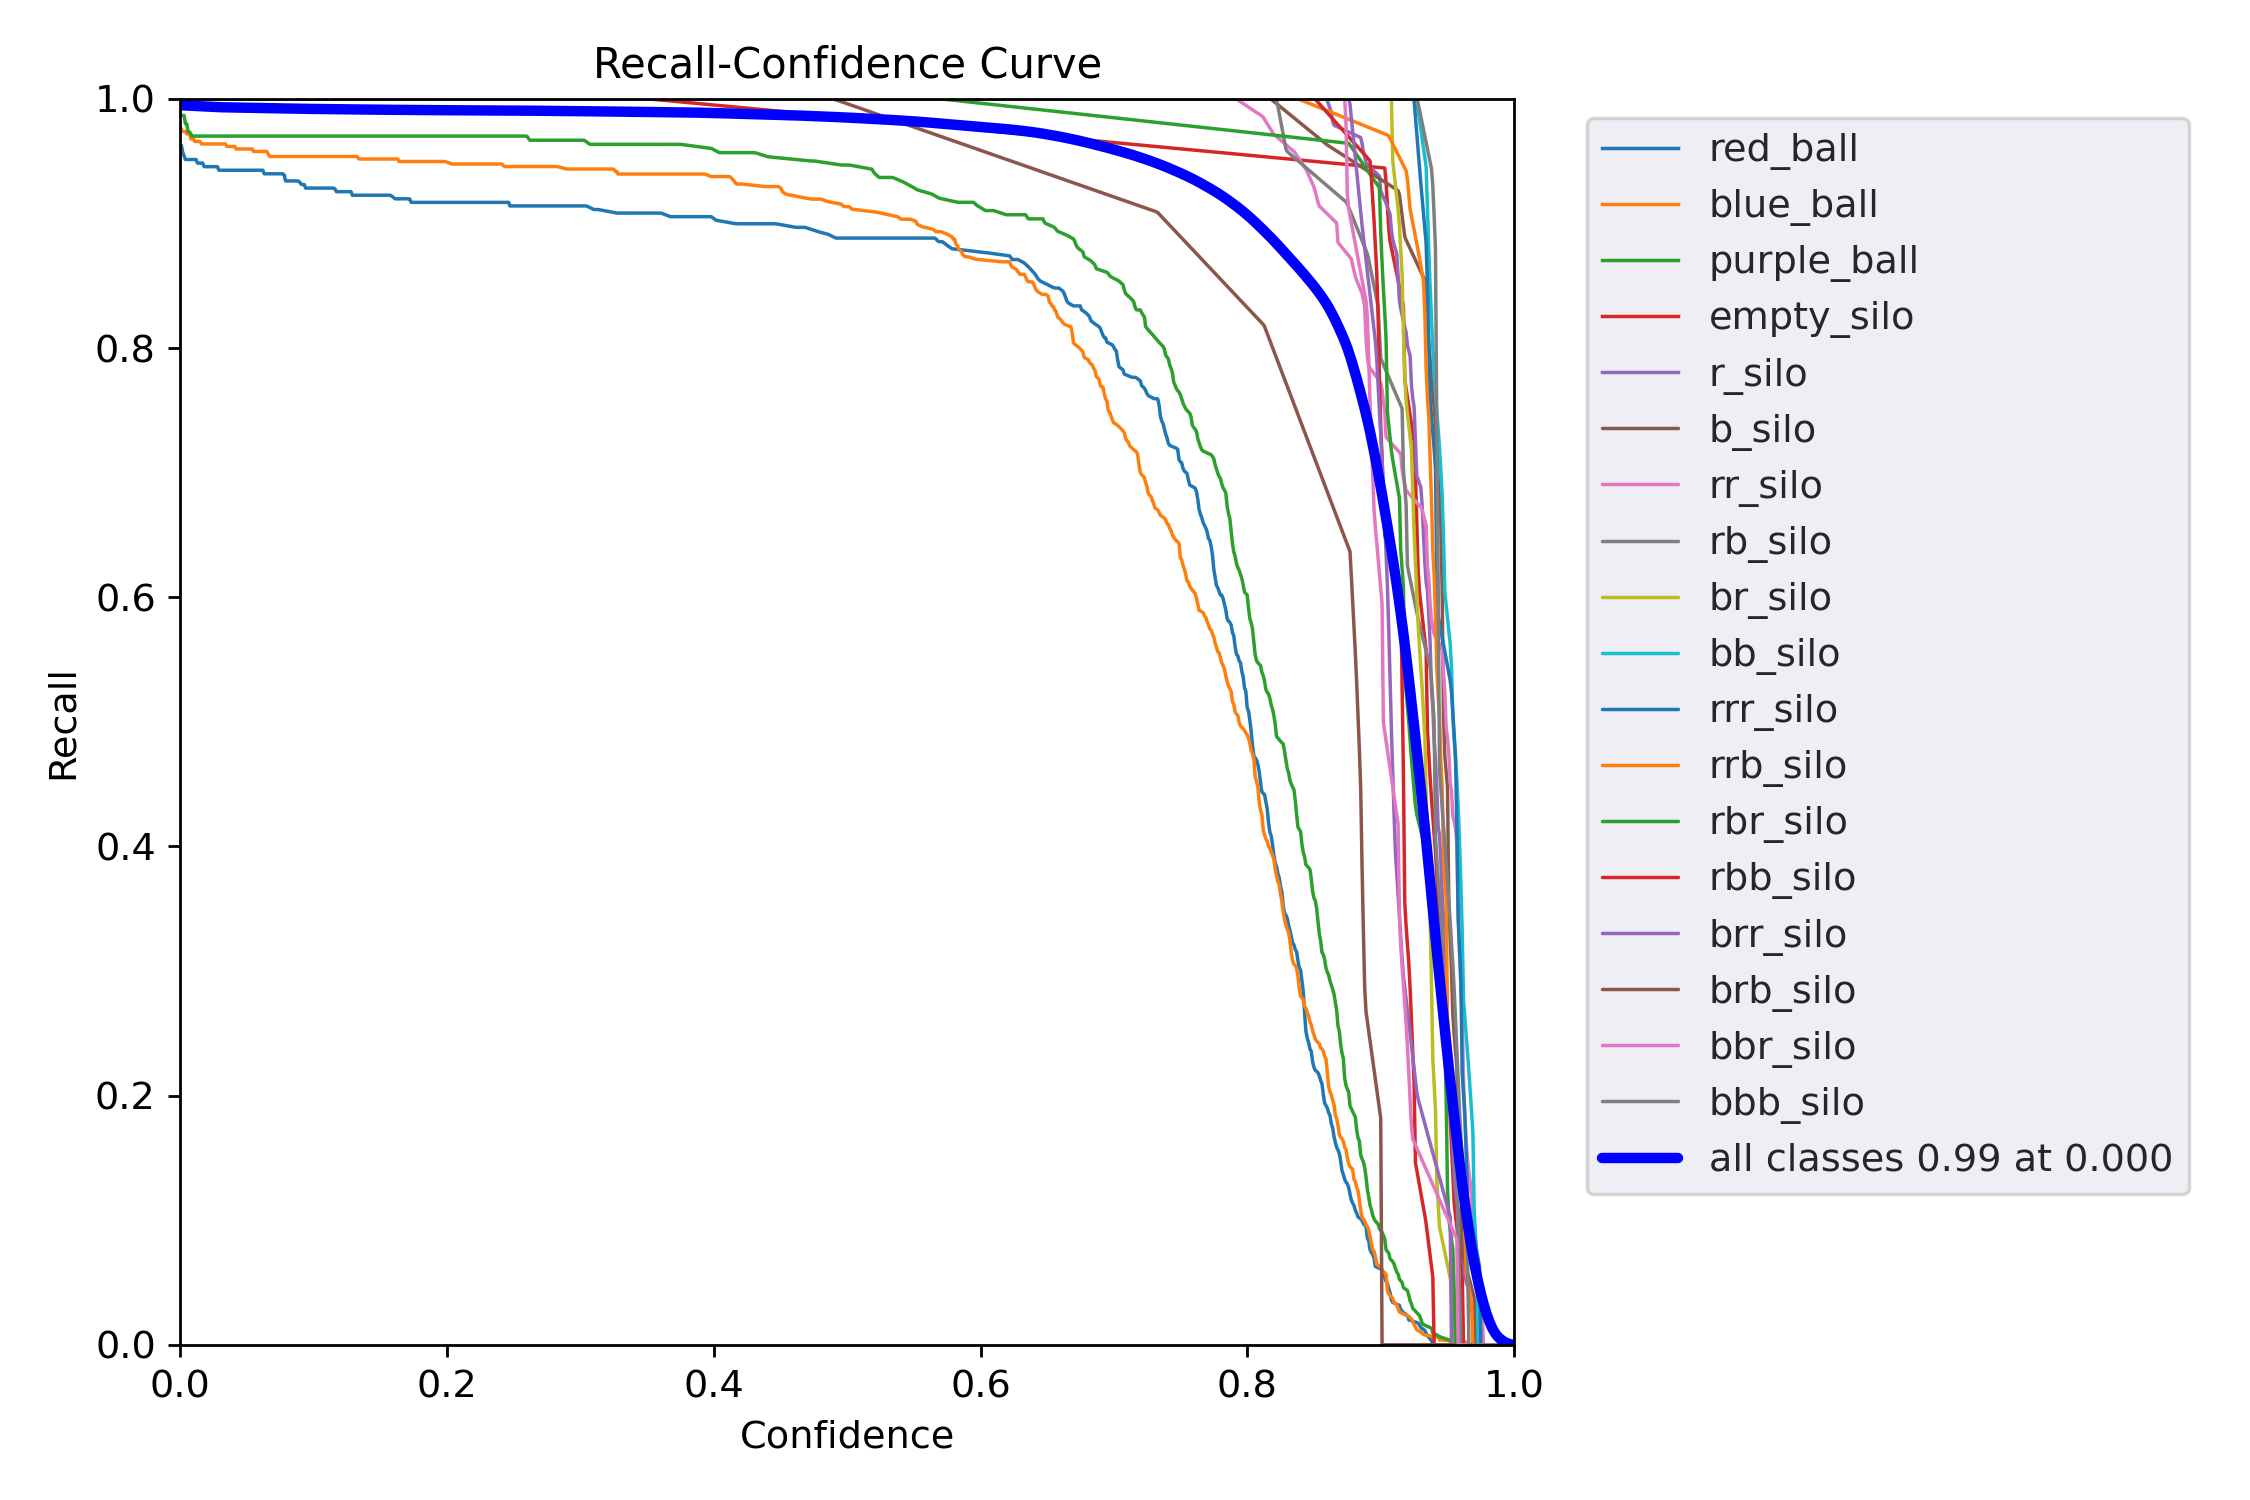 Recall-Confidence Curve
1.0
0.8
0.6
0.4
0.2
0.0
Recall
0.0 0.2 0.4 0.6 0.8 1.0
Confidence
red_ball
blue_ball
purple_ball
empty_silo
r_silo
b_silo
rr_silo
rb_silo
br_silo
bb_silo
rrr_silo
rrb_silo
rbr_silo
rbb_silo
brr_silo
brb_silo
bbr_silo
bbb_silo
all classes 0.99 at 0.000